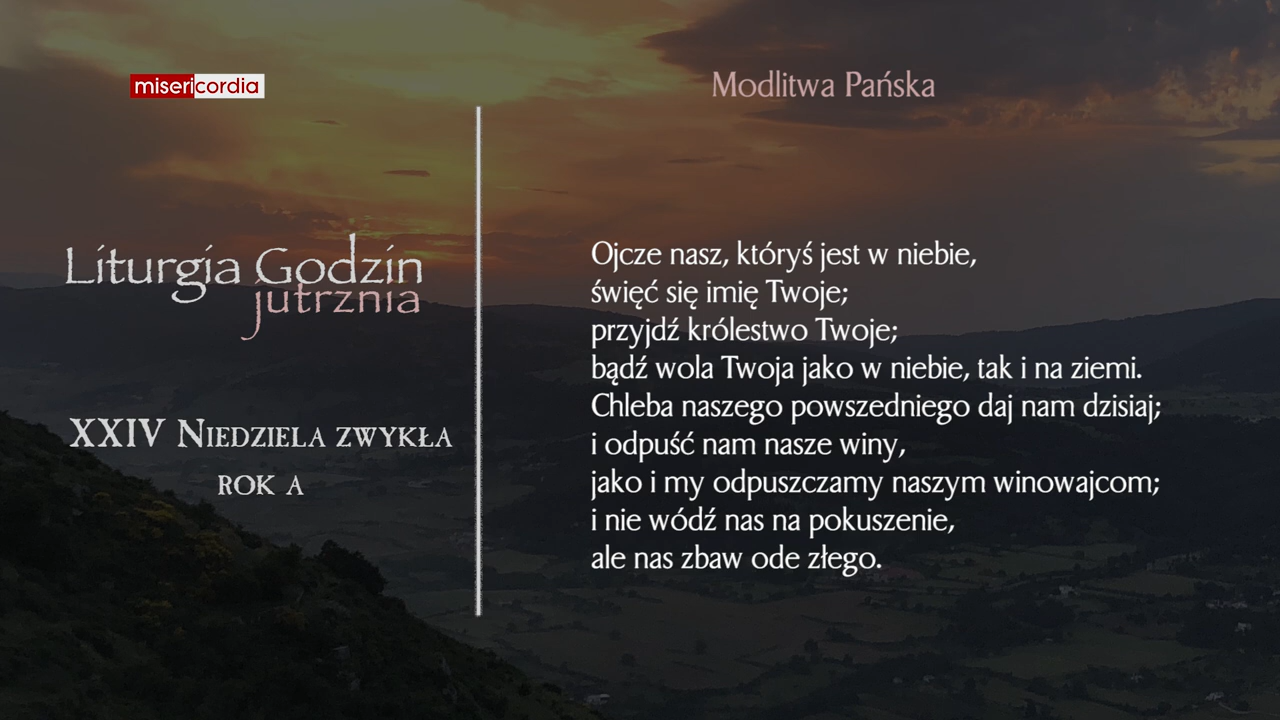 misericordia
Liturgia Godzin
jutrznia
XXIV Niedziela zwykła
rok A
Modlitwa Pańska
Ojcze nasz, któryś jest w niebie,
święć się imię Twoje;
przyjdź królestwo Twoje;
bądź wola Twoja jako w niebie, tak i na ziemi.
Chleba naszego powszedniego daj nam dzisiaj;
i odpuść nam nasze winy,
jako i my odpuszczamy naszym winowajcom;
i nie wódź nas na pokuszenie,
ale nas zbaw ode złego.